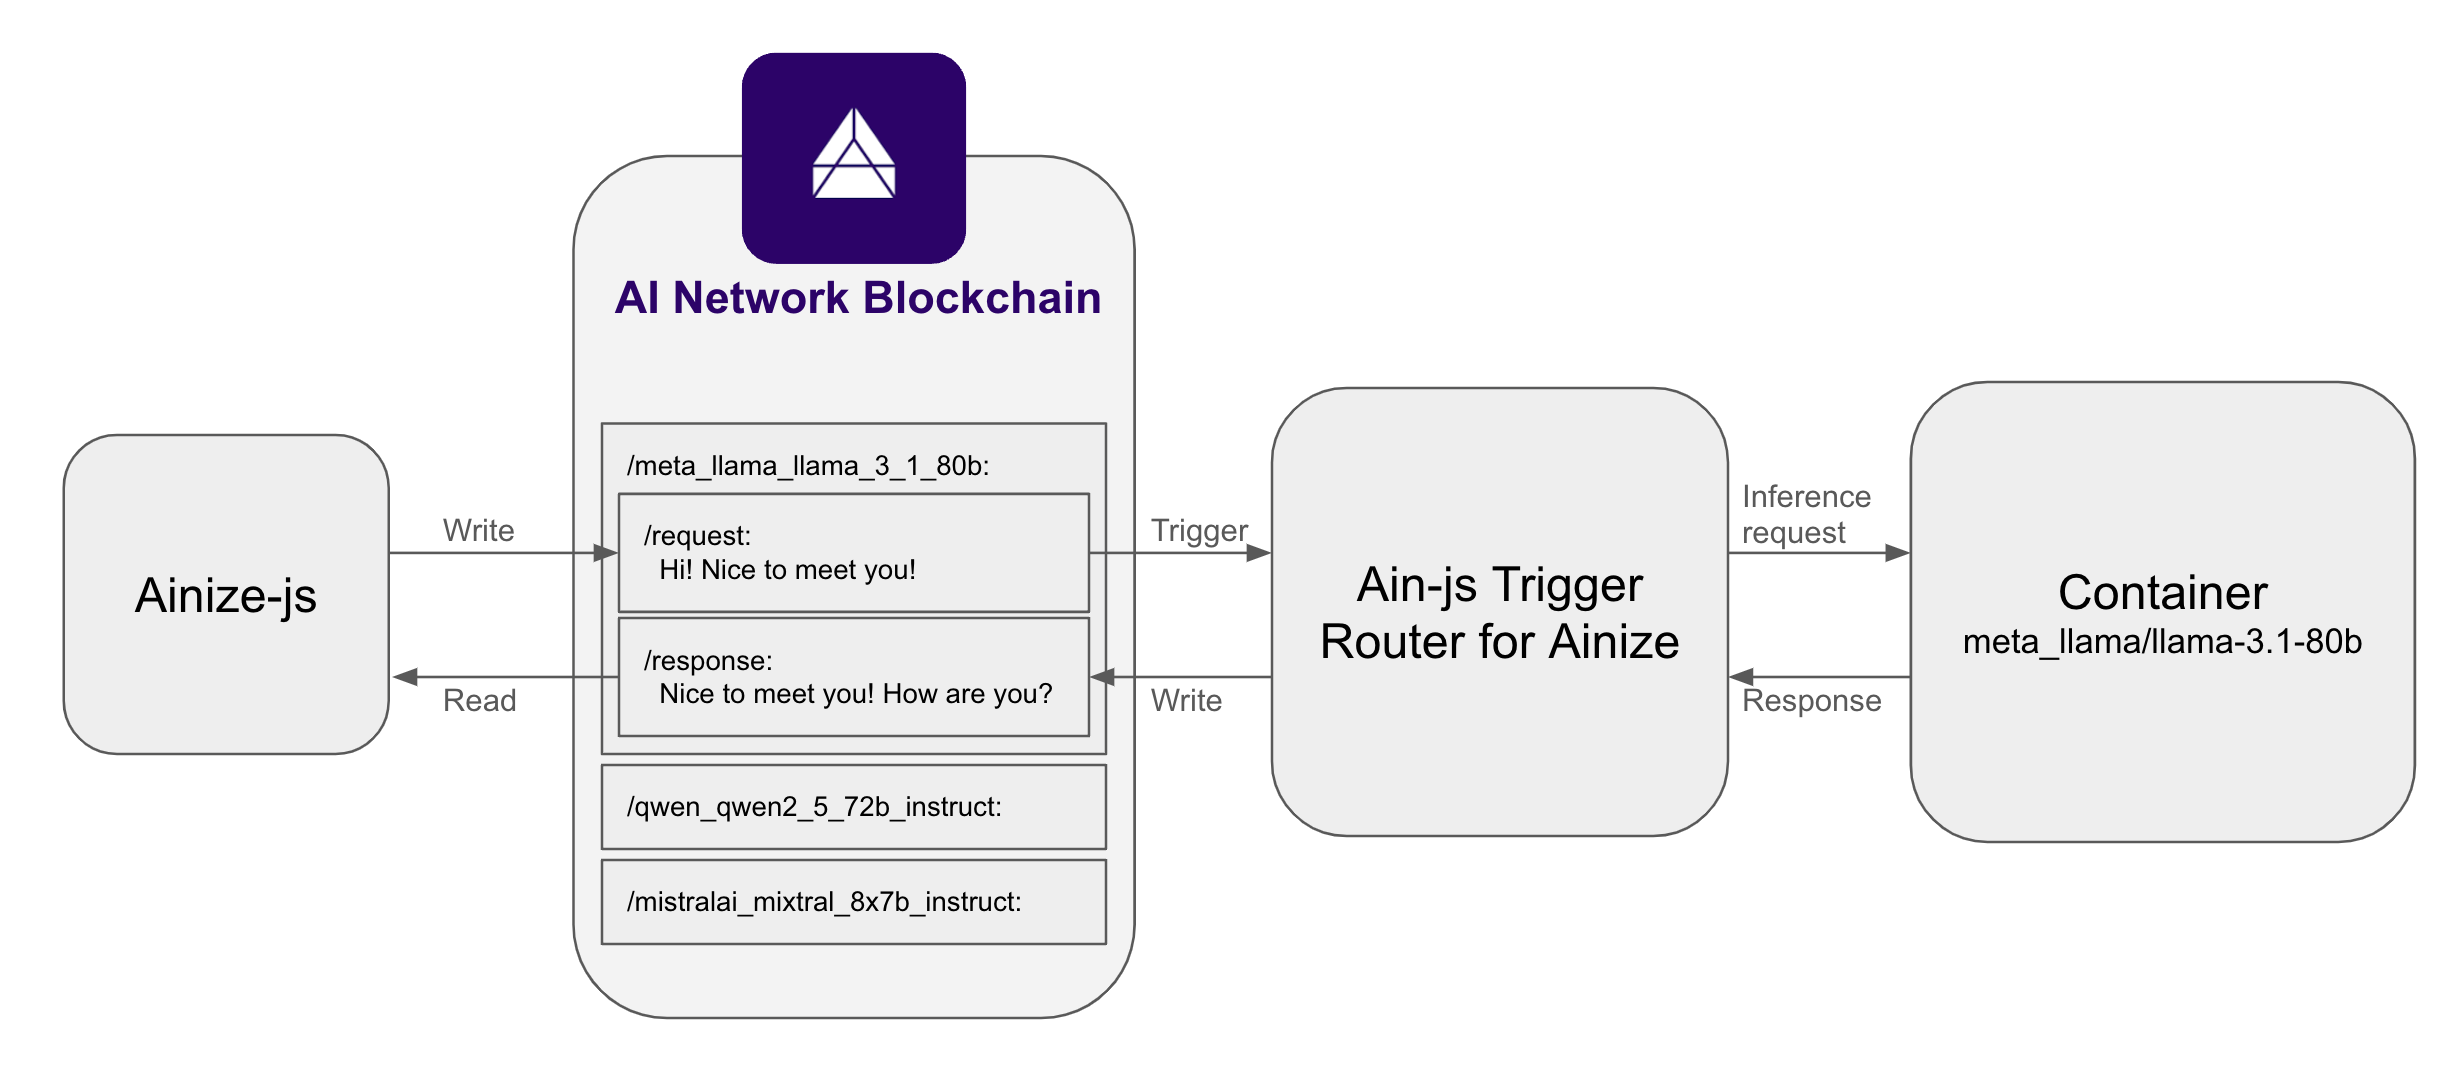 AI Network Blockchain
Ainize-js
Write
Read
/meta_llama_llama_3_1_80b:
/request:
Hi! Nice to meet you!
/response:
Nice to meet you! How are you?
/qwen_qwen2_5_72b_instruct:
/mistralai_mixtral_8x7b_instruct:
Trigger
Write
Ain-js Trigger
Router for Ainize
Inference
request
Response
Container
meta_llama/llama-3.1-80b